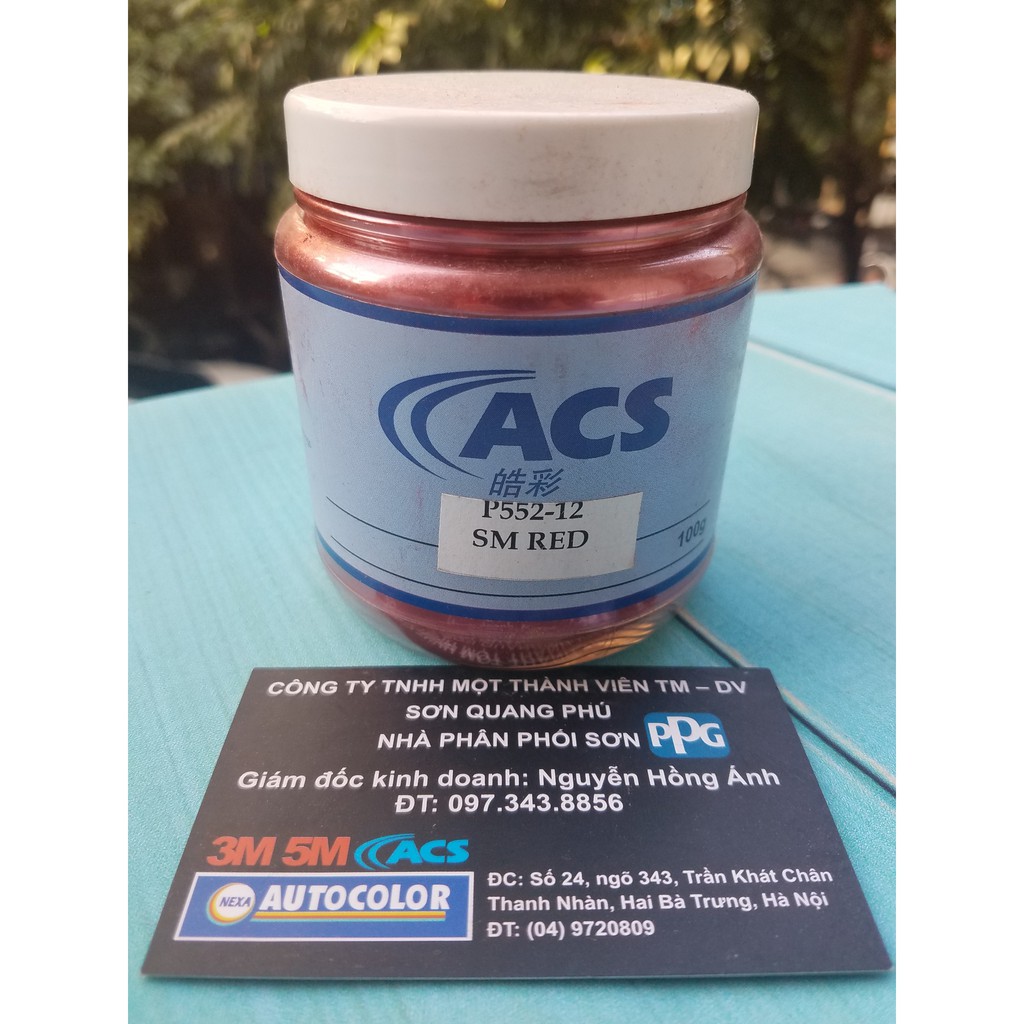 ACS
皓彩
P552-12
SM RED
100g
CÔNG TY TNHH MỘT THÀNH VIÊN TM – DV
SƠN QUANG PHÚ
NHÀ PHÂN PHỐI SƠN PPG
Giám đốc kinh doanh: Nguyễn Hồng Ánh
ĐT: 097.343.8856
3M 5M ACS
NEXA AUTOCOLOR
ĐC: Số 24, ngõ 343, Trần Khát Chân
Thanh Nhàn, Hai Bà Trưng, Hà Nội
ĐT: (04) 9720809